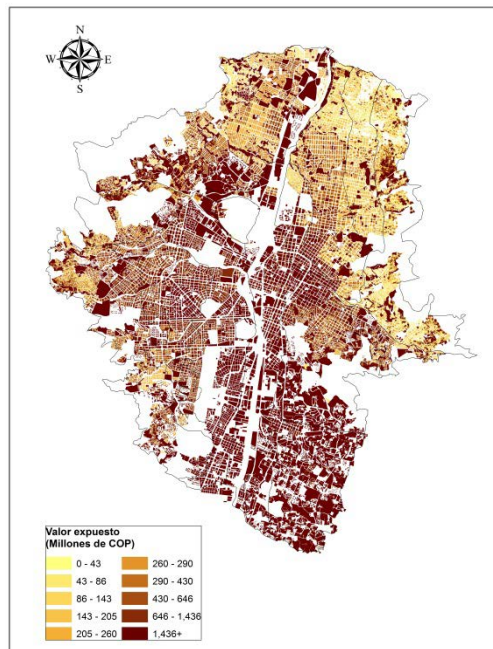 N
W E
S
Valor expuesto
(Millones de COP)
0 - 43
43 - 86
86 - 143
143 - 205
205 - 260
260 - 290
290 - 430
430 - 646
646 - 1,436
1,436+